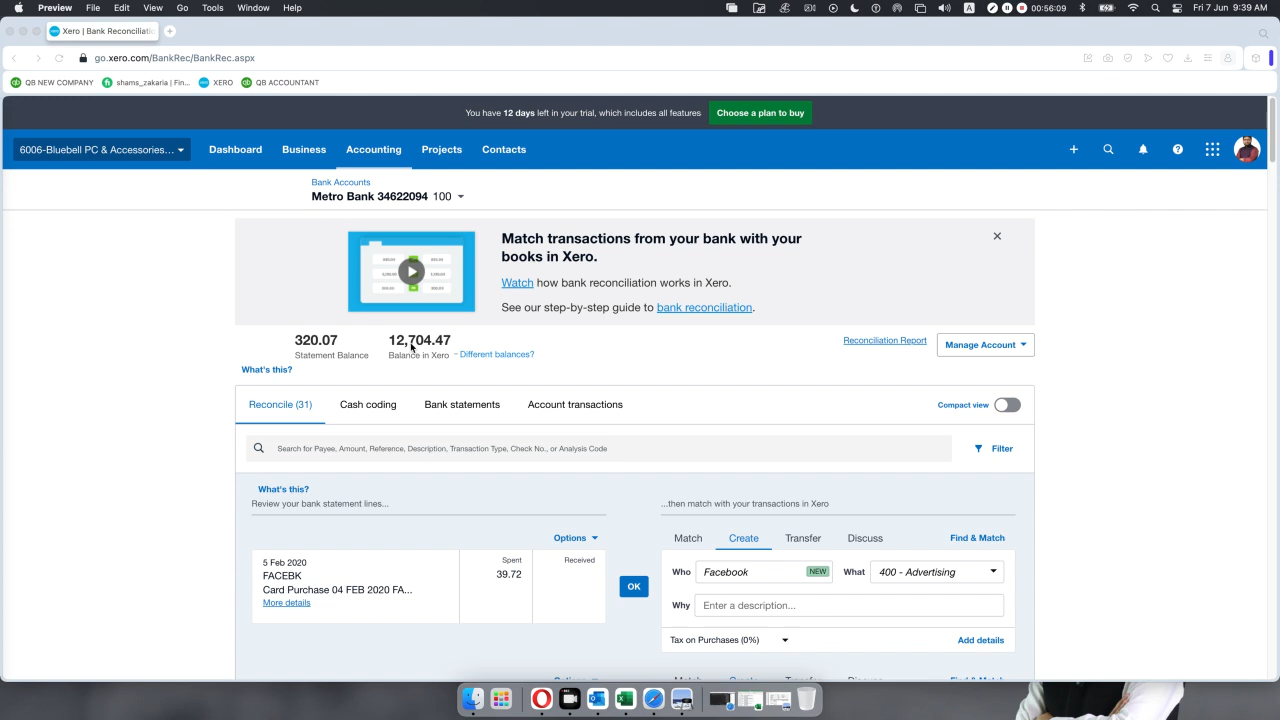 Preview File Edit View Go Tools Window Help
00:56:09
Fri 7 Jun 9:39 AM
Xero | Bank Reconciliatic
go.xero.com/BankRec/BankRec.aspx
QB NEW COMPANY shams_zakaria | Fin... XERO QB ACCOUNTANT
You have 12 days left in your trial, which includes all features Choose a plan to buy
6006-Bluebell PC & Accessories... Dashboard Business Accounting Projects Contacts
Bank Accounts
Metro Bank 34622094 100
Match transactions from your bank with your
books in Xero.
Watch how bank reconciliation works in Xero.
See our step-by-step guide to bank reconciliation.
320.07 12,704.47
Statement Balance Balance in Xero - Different balances?
Reconciliation Report Manage Account
What's this?
Reconcile (31) Cash coding Bank statements Account transactions Compact view
Search for Payee, Amount, Reference, Description, Transaction Type, Check No., or Analysis Code Filter
What's this?
Review your bank statement lines... ...then match with your transactions in Xero
Options Match Create Transfer Discuss Find & Match
5 Feb 2020 Spent Received
FACEBK 39.72
Card Purchase 04 FEB 2020 FA...
More details
OK
Who Facebook NEW What 400 - Advertising
Why Enter a description...
Tax on Purchases (0%) Add details